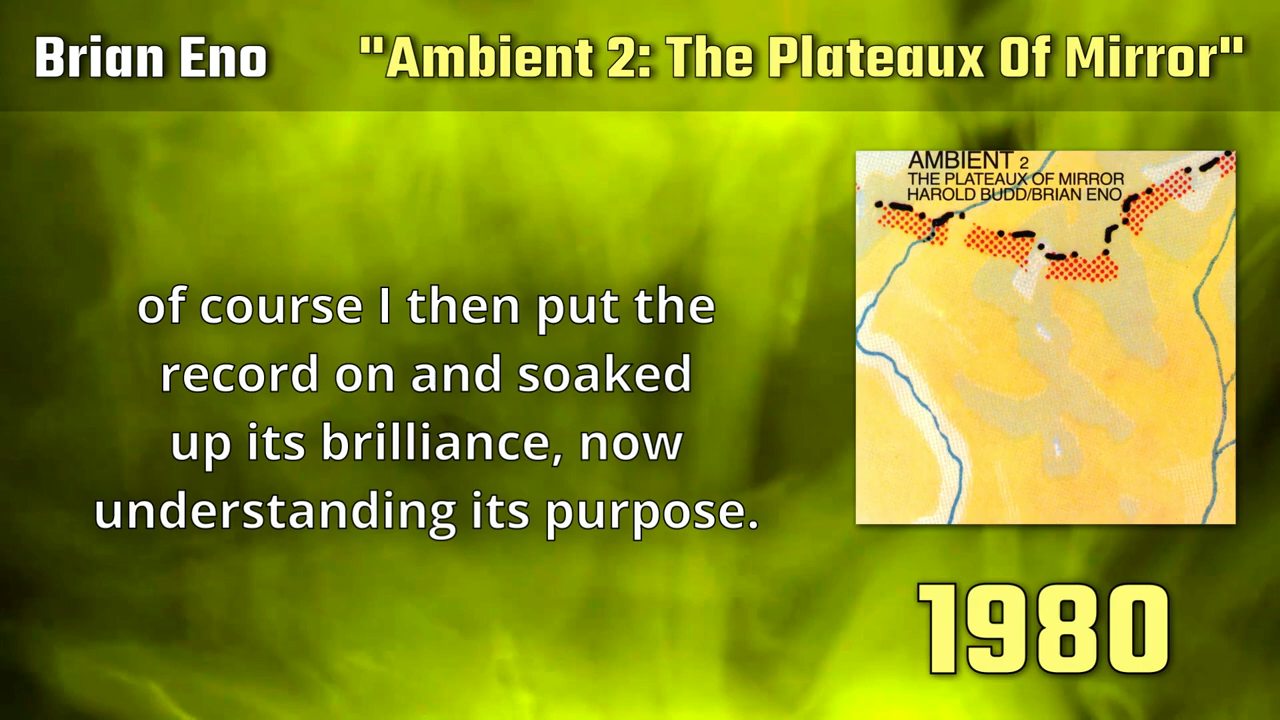 Brian Eno "Ambient 2: The Plateaux Of Mirror"
AMBIENT 2
THE PLATEAUX OF MIRROR
HAROLD BUDD/BRIAN ENO
of course I then put the
record on and soaked
up its brilliance, now
understanding its purpose.
1980